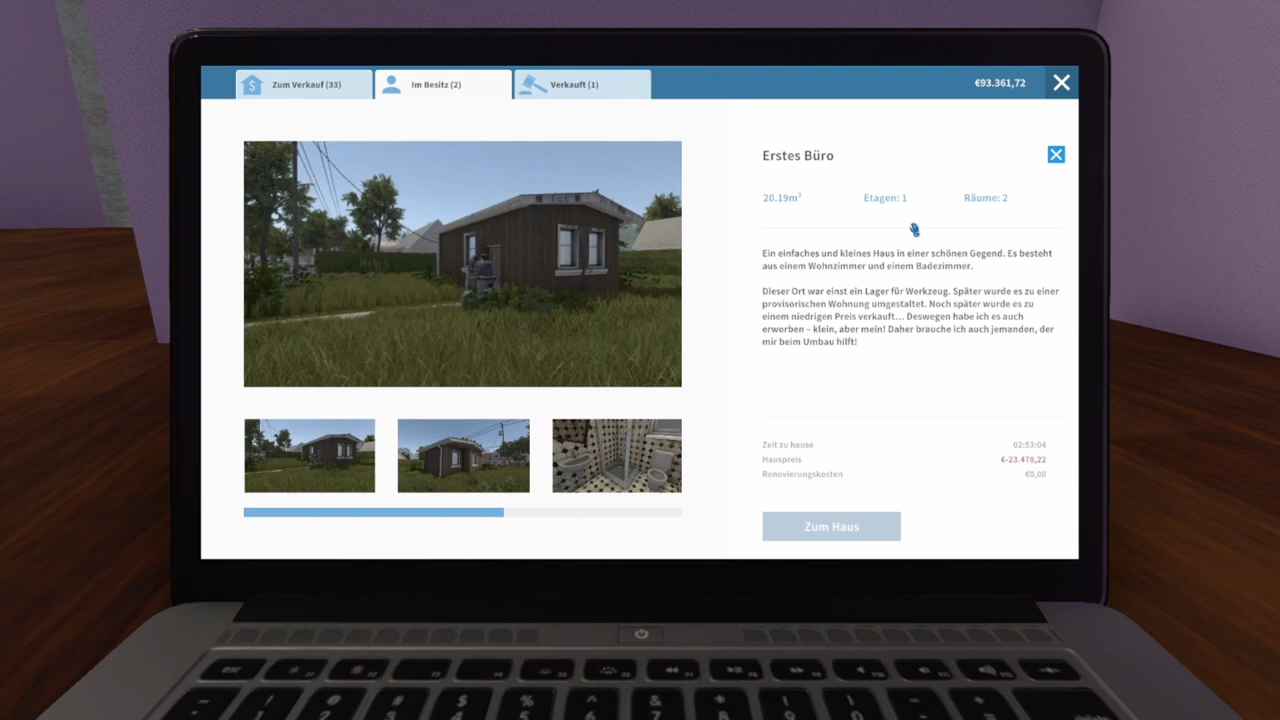 Zum Verkauf (33)
Im Besitz (2)
Verkauft (1)
€93.361,72
Erstes Büro
20.19m²
Etagen: 1
Räume: 2
Ein einfaches und kleines Haus in einer schönen Gegend. Es besteht
aus einem Wohnzimmer und einem Badezimmer.
Dieser Ort war einst ein Lager für Werkzeug. Später wurde es zu einer
provisorischen Wohnung umgestaltet. Noch später wurde es zu
einem niedrigen Preis verkauft... Deswegen habe ich es auch
erworben – klein, aber mein! Daher brauche ich auch jemanden, der
mir beim Umbau hilft!
Zeit zu hause
02:53:04
Hauspreis
€-23.478,22
Renovierungskosten
€0,00
Zum Haus